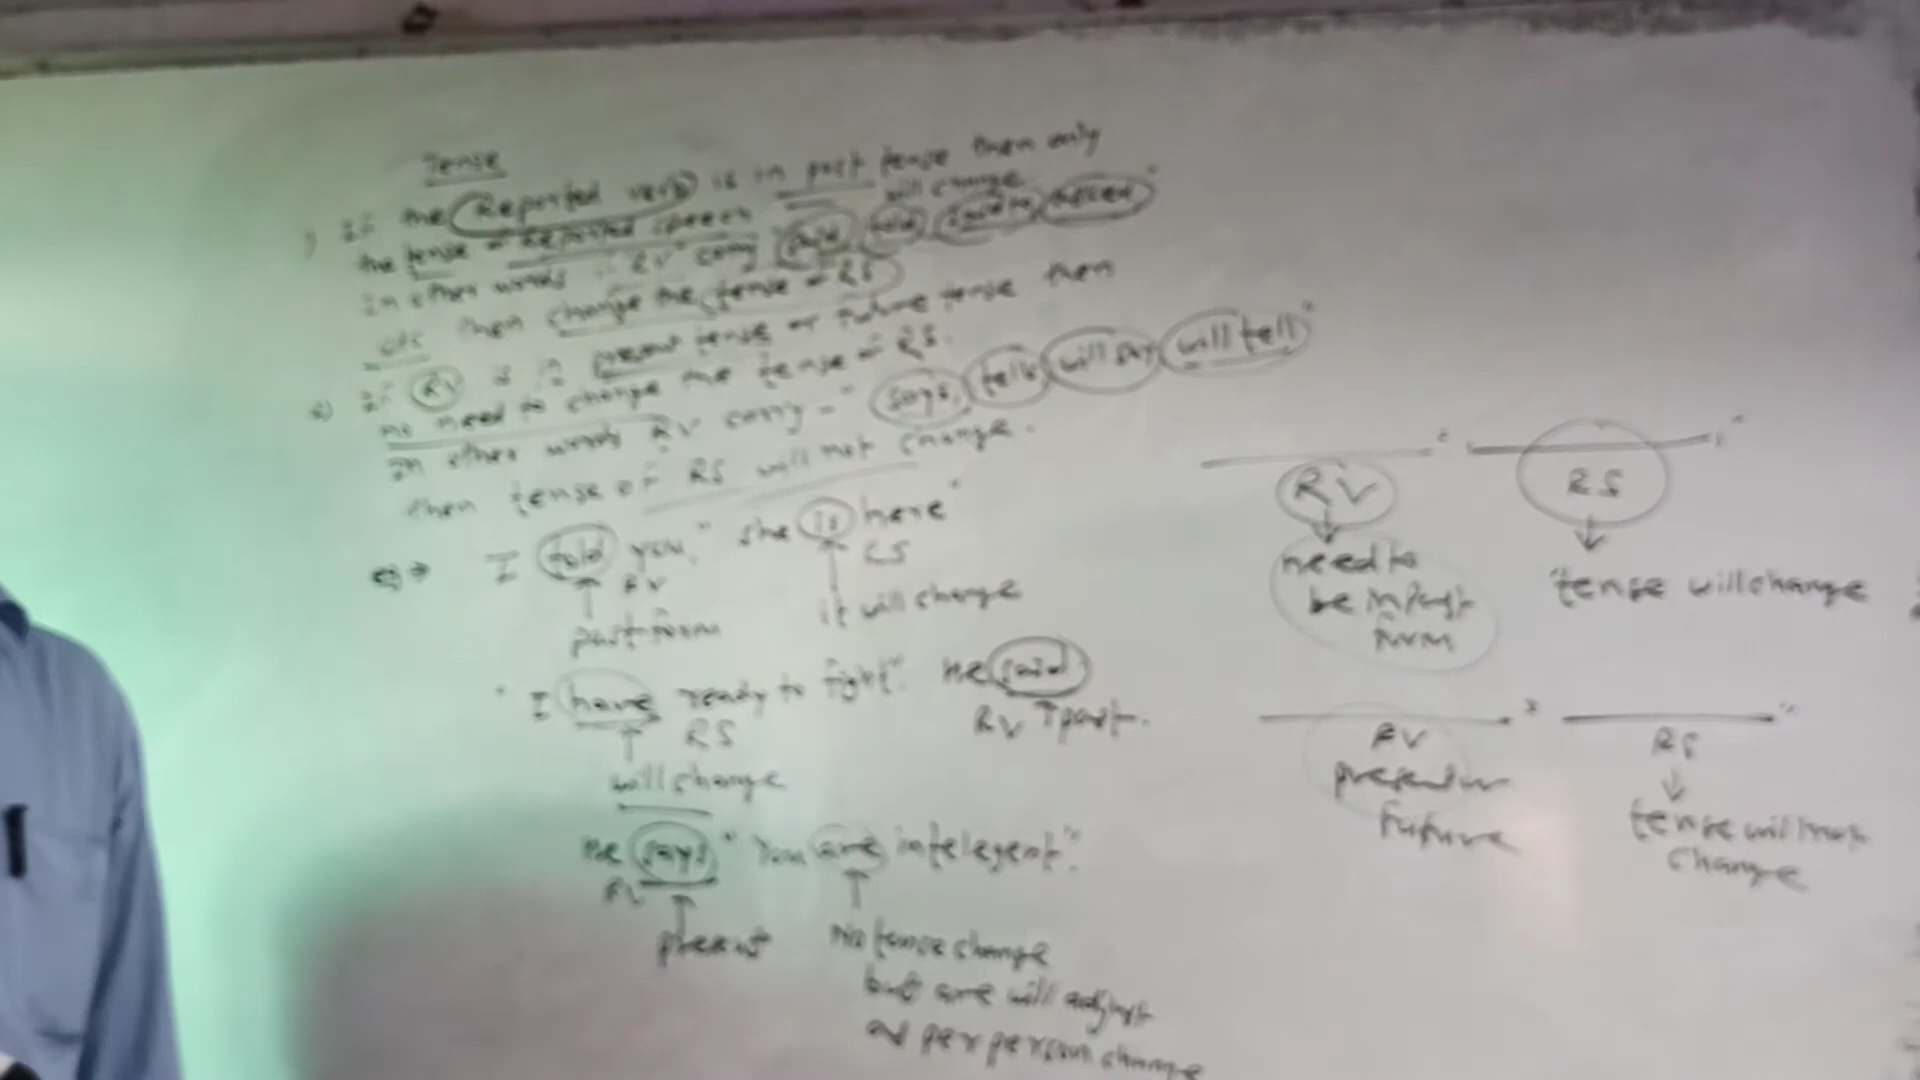 Tense
1) If the Reported verb is in past tense then only
the tense of Reported speech will change
in other words if "RV" carry "said, told, asked"
etc then change the tense of RS
2) If RV is in present tense or future tense then
no need to change the tense of RS.
In other words RV carry - "says, tells, will say, will tell"
then tense of RS will not change.
eg → I told you, "she is here"
RV RS
past form it will change
"I have ready to fight". He said
RS RV past.
will change
He says "You are intelegent".
RV
present No tense change
but are will adjust
as per person change
RV RS
need to be in past form
tense will change
RV RS
present or future
tense will not change